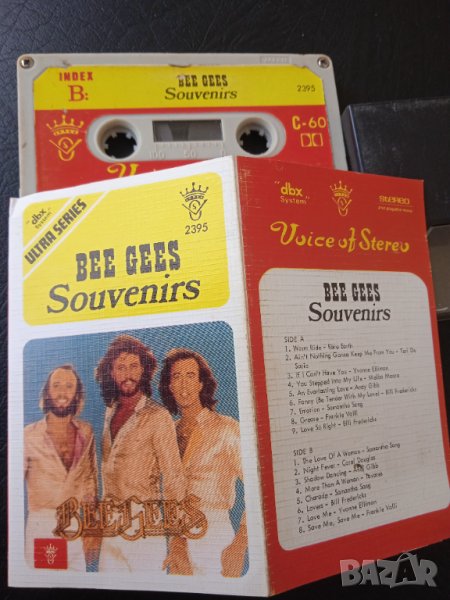 INDEX
B:
BEE GEES
Souvenirs
2395
C-60
100
50
Voice
"dbx"
System
ULTRA SERIES
2395
BEE GEES
Souvenirs
BEE GEES
"dbx"
System
STEREO
Voice of Stereo
BEE GEES
Souvenirs
SIDE A
1. Warm Ride - Rare Earth
2. Ain't Nothing Gonna Keep Me From You - Teri De
Sario
3. If I Can't Have You - Yvonne Elliman
4. You Stepped Into My Life - Melba Moore
5. An Everlasting Love - Andy Gibb
6. Fanny (Be Tender With My Love) - Bill Fredericks
7. Emotion - Samantha Sang
8. Grease - Frankie Valli
9. Love So Right - Bill Fredericks
SIDE B
1. The Love Of A Woman - Samantha Sang
2. Night Fever - Carol Douglas
3. Shadow Dancing - Andy Gibb
4. More Than A Woman - Tavares
5. Charade - Samantha Sang
6. Lovers - Bill Fredericks
7. Love Me - Yvonne Elliman
8. Save Me, Save Me - Frankie Valli
BAZAR